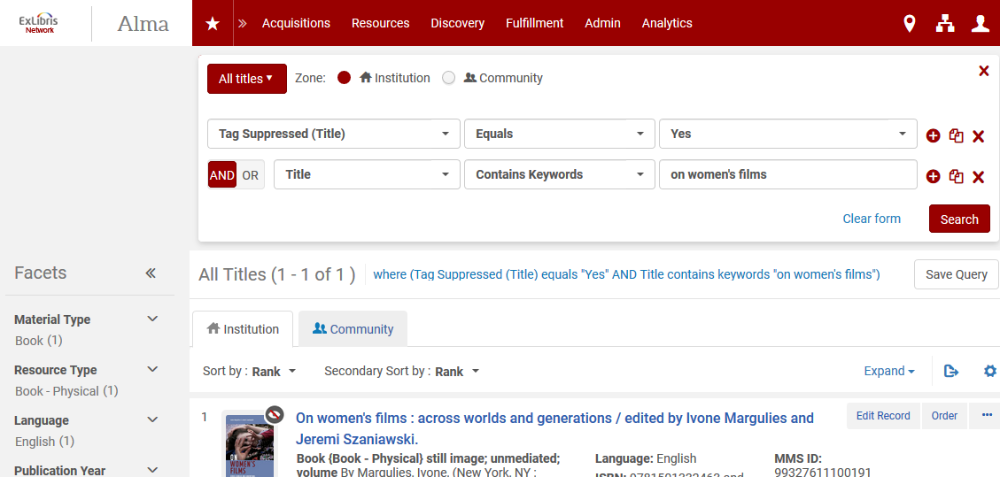 ExLibris
Network
Alma
Acquisitions
Resources
Discovery
Fulfillment
Admin
Analytics
All titles
Zone:
Institution
Community
Tag Suppressed (Title)
Equals
Yes
AND
OR
Title
Contains Keywords
on women's films
Clear form
Search
Facets
All Titles (1 - 1 of 1 )
where (Tag Suppressed (Title) equals "Yes" AND Title contains keywords "on women's films")
Save Query
Material Type
Book (1)
Resource Type
Book - Physical (1)
Language
English (1)
Publication Year
Institution
Community
Sort by : Rank
Secondary Sort by : Rank
Expand
1
ON
WOMEN'S
FILMS
On women's films : across worlds and generations / edited by Ivone Margulies and
Jeremi Szaniawski.
Edit Record
Order
Book {Book - Physical} still image; unmediated;
volume By Margulies, Ivone. (New York, NY :
Language: English
ISBN: 9781501332463 and
MMS ID:
99327611100191